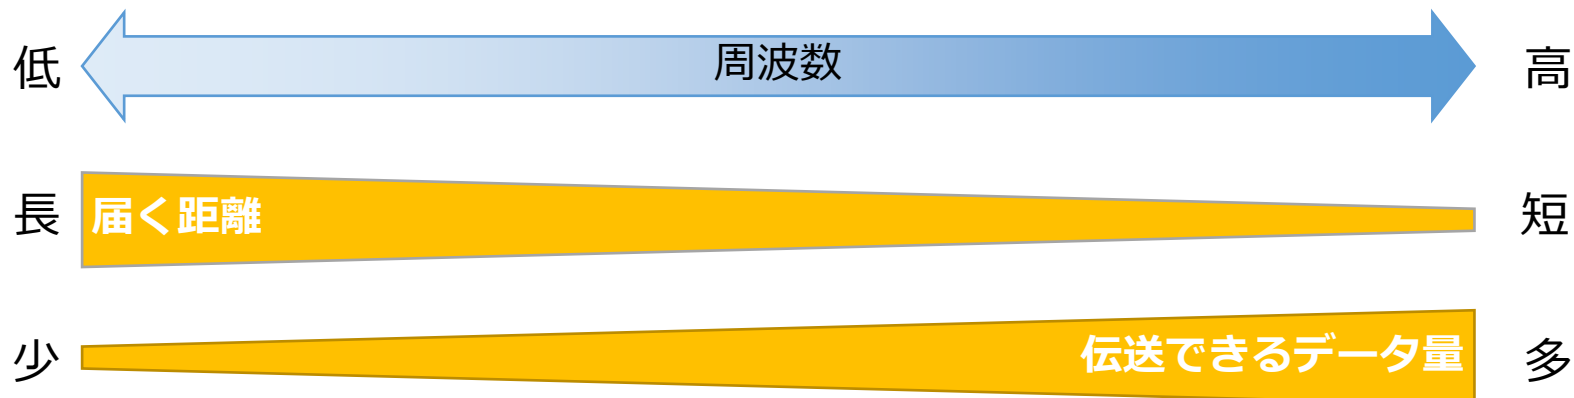 低 周波数 高
長 届く距離 短
少 伝送できるデータ量 多